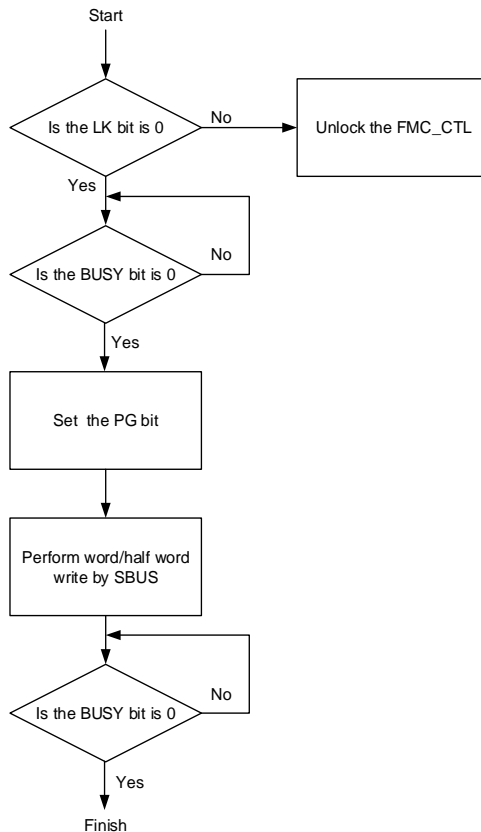 Start
Is the LK bit is 0
No
Unlock the FMC_CTL
Yes
No
Is the BUSY bit is 0
Yes
Set the PG bit
Perform word/half word
write by SBUS
No
Is the BUSY bit is 0
Yes
Finish